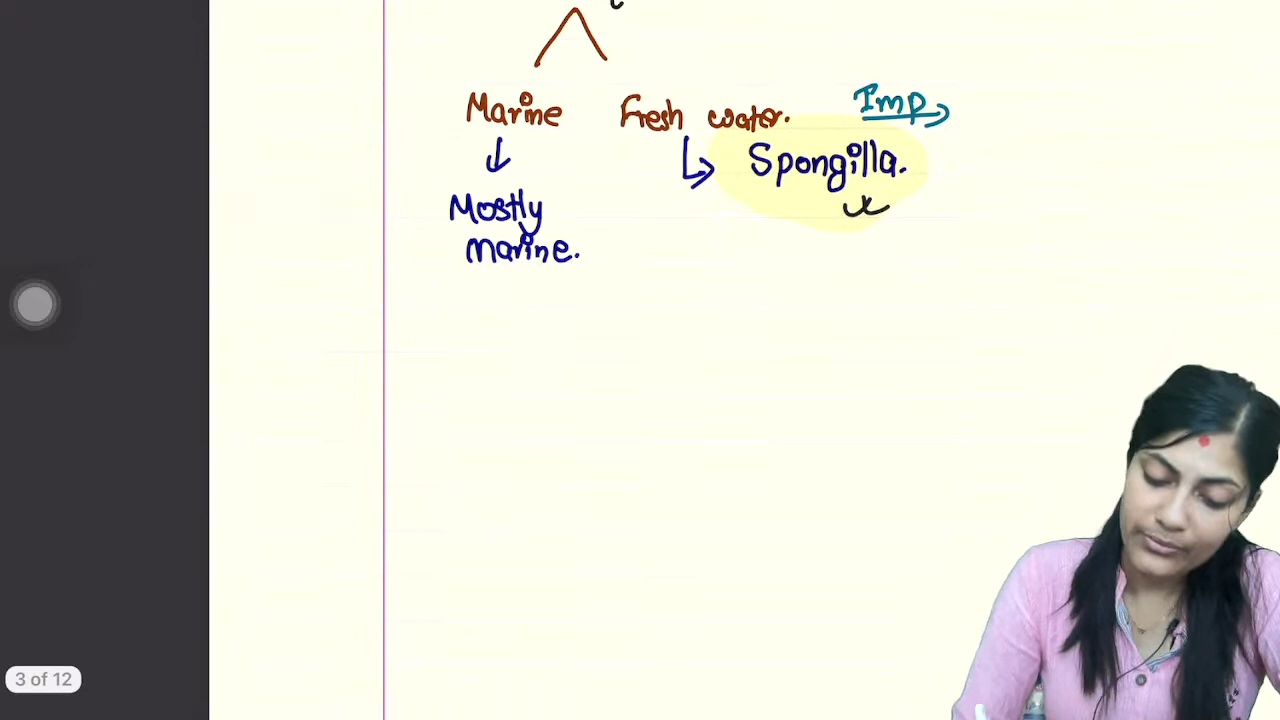 Marine Fresh water. Imp
Spongilla.
Mostly
marine.
3 of 12